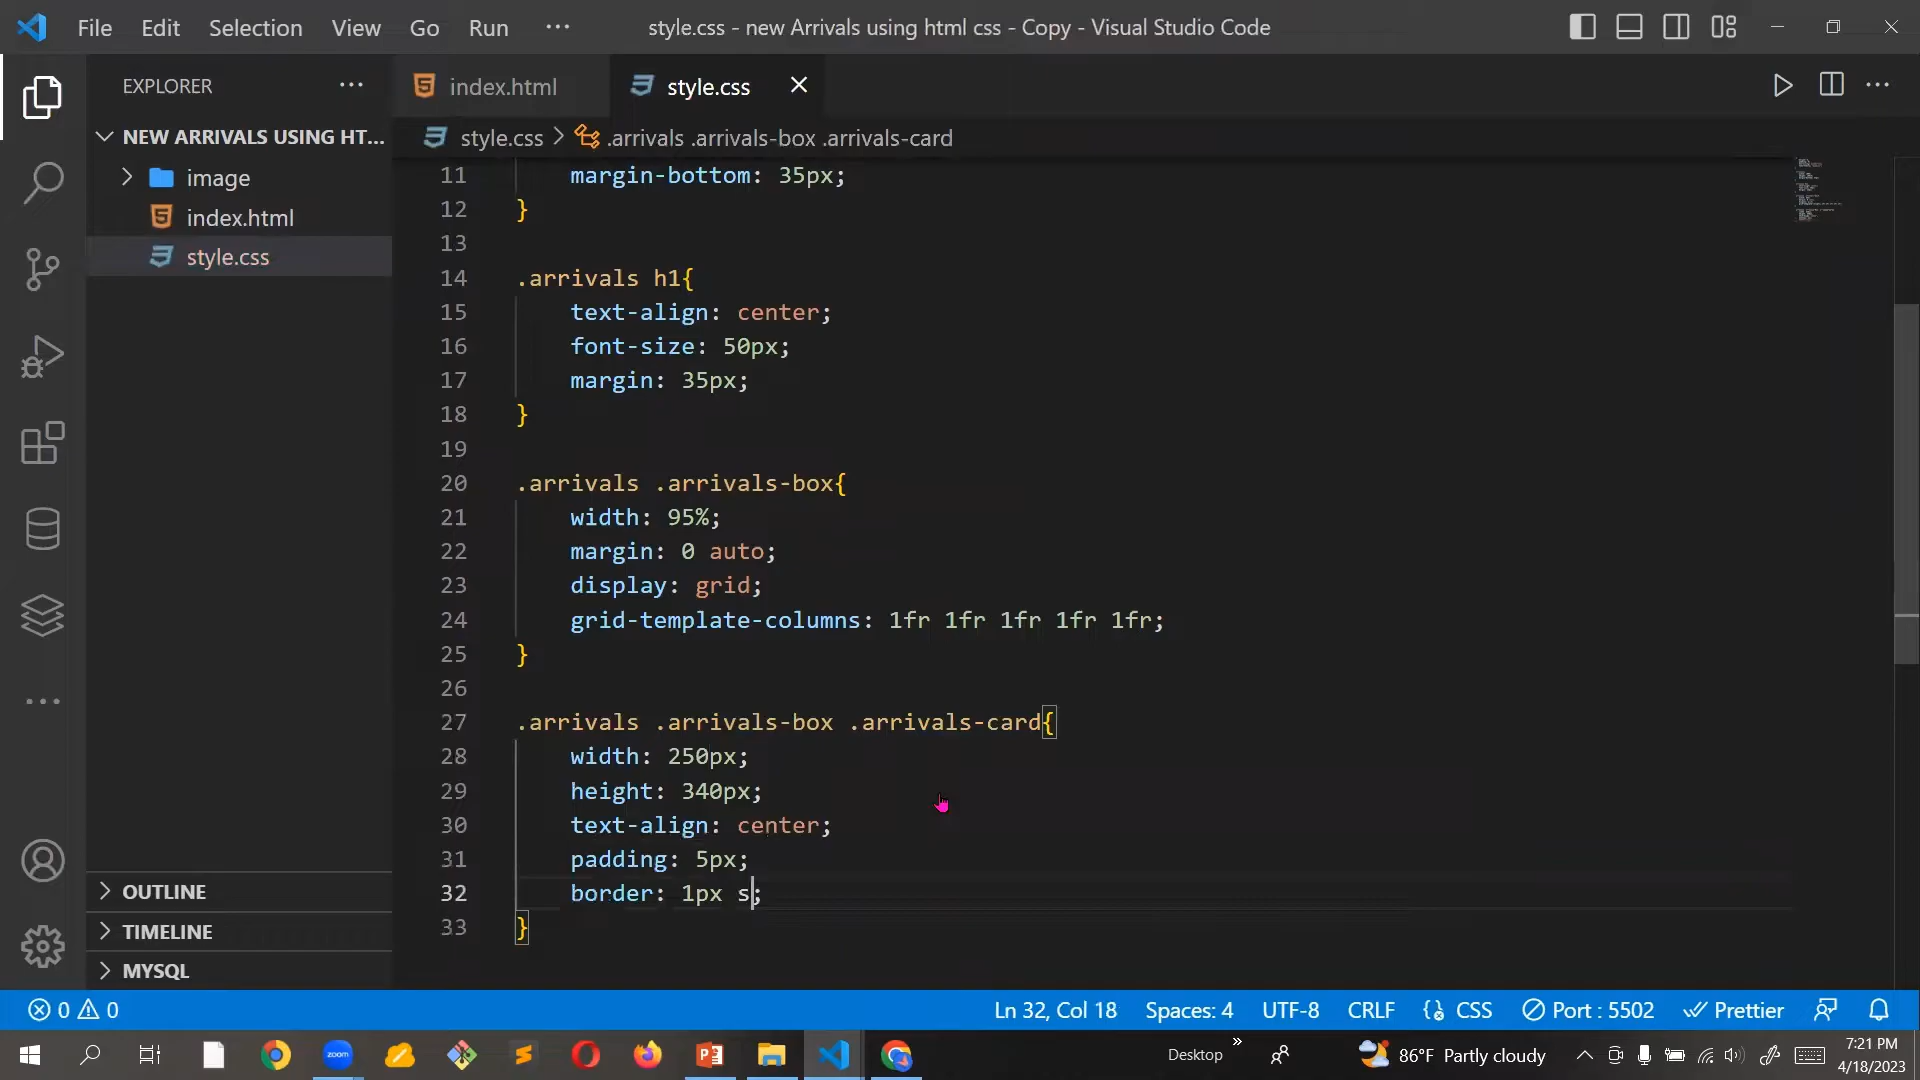 File Edit Selection View Go Run ··· style.css - new Arrivals using html css - Copy - Visual Studio Code
EXPLORER ···
index.html
style.css
NEW ARRIVALS USING HT...
style.css > .arrivals .arrivals-box .arrivals-card
image
index.html
style.css
11 margin-bottom: 35px;
12 }
13
14 .arrivals h1{
15 text-align: center;
16 font-size: 50px;
17 margin: 35px;
18 }
19
20 .arrivals .arrivals-box{
21 width: 95%;
22 margin: 0 auto;
23 display: grid;
24 grid-template-columns: 1fr 1fr 1fr 1fr 1fr;
25 }
26
27 .arrivals .arrivals-box .arrivals-card{
28 width: 250px;
29 height: 340px;
30 text-align: center;
31 padding: 5px;
32 border: 1px s;
33 }
OUTLINE
TIMELINE
MYSQL
0 0 Ln 32, Col 18 Spaces: 4 UTF-8 CRLF {} CSS Port : 5502 Prettier
zoom
Desktop » 86°F Partly cloudy
7:21 PM
4/18/2023